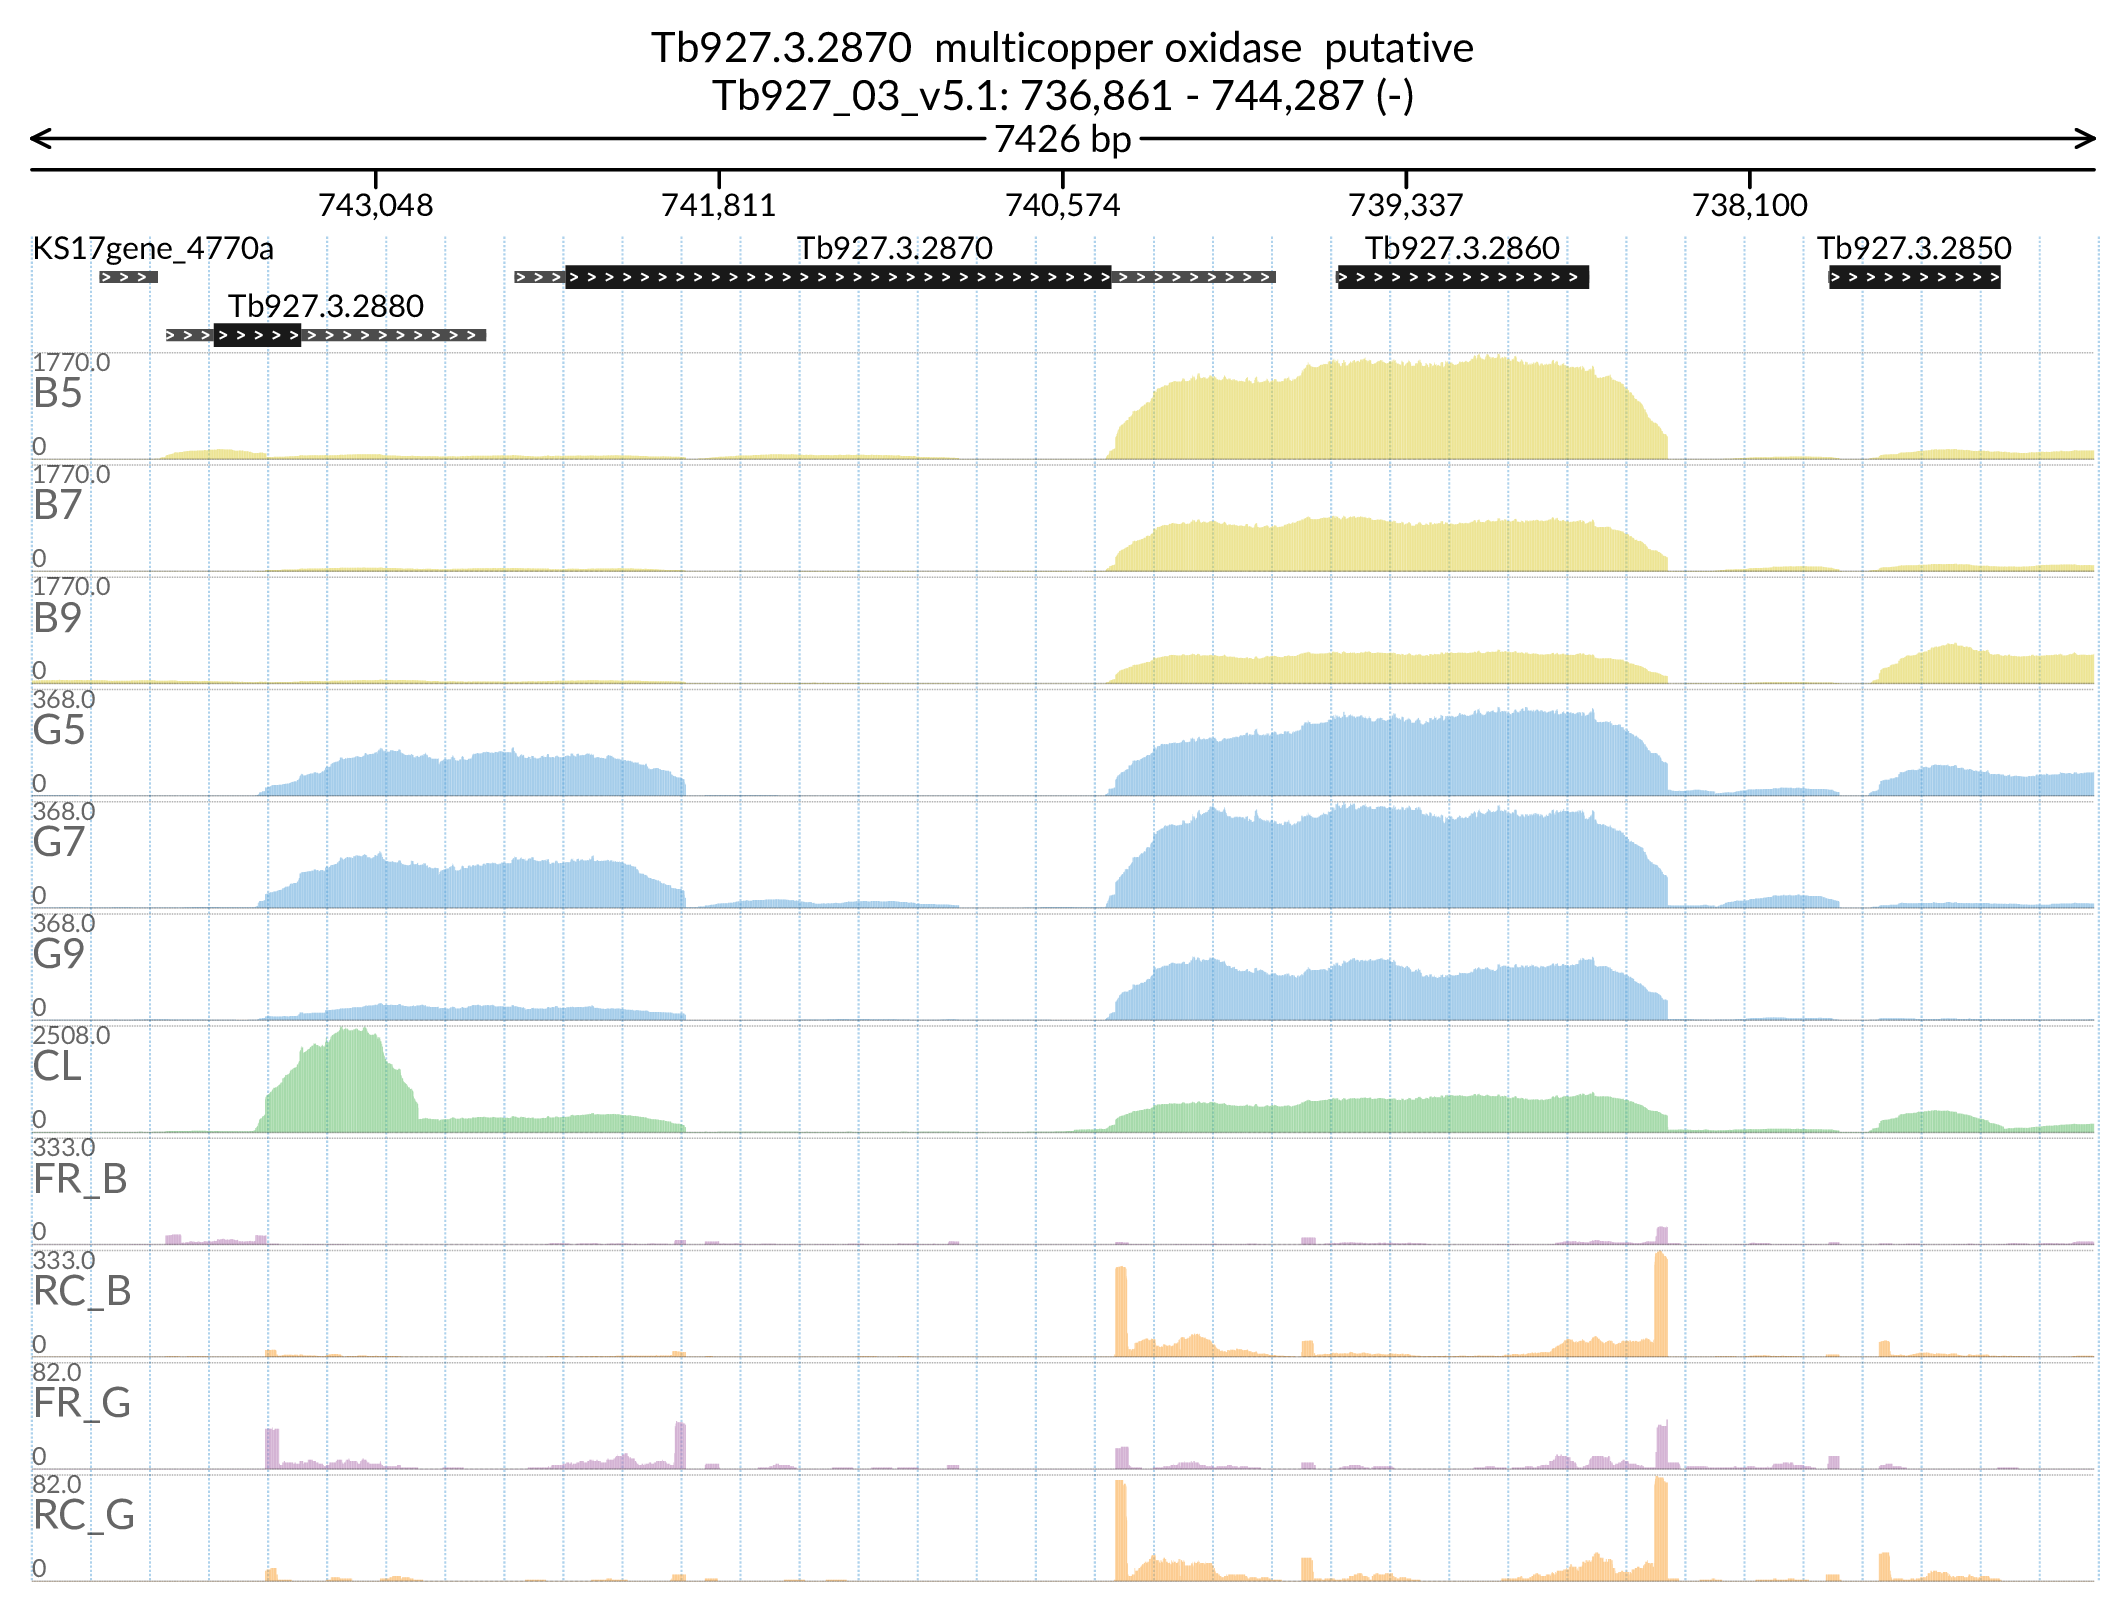 Tb927.3.2870 multicopper oxidase putative
Tb927_03_v5.1: 736,861 - 744,287 (-)
7426 bp
743,048 741,811 740,574 739,337 738,100
KS17gene_4770a Tb927.3.2870 Tb927.3.2860 Tb927.3.2850
Tb927.3.2880
1770.0
B5
0
1770.0
B7
0
1770.0
B9
0
368.0
G5
0
368.0
G7
0
368.0
G9
0
2508.0
CL
0
333.0
FR_B
0
333.0
RC_B
0
82.0
FR_G
0
82.0
RC_G
0